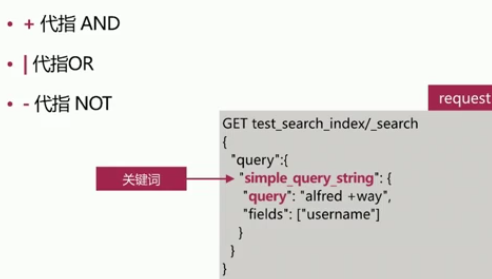 • + 代指 AND
• | 代指OR
• - 代指 NOT
request
GET test_search_index/_search
{
"query":{
关键词
"simple_query_string": {
"query": "alfred +way",
"fields": ["username"]
}
}
}